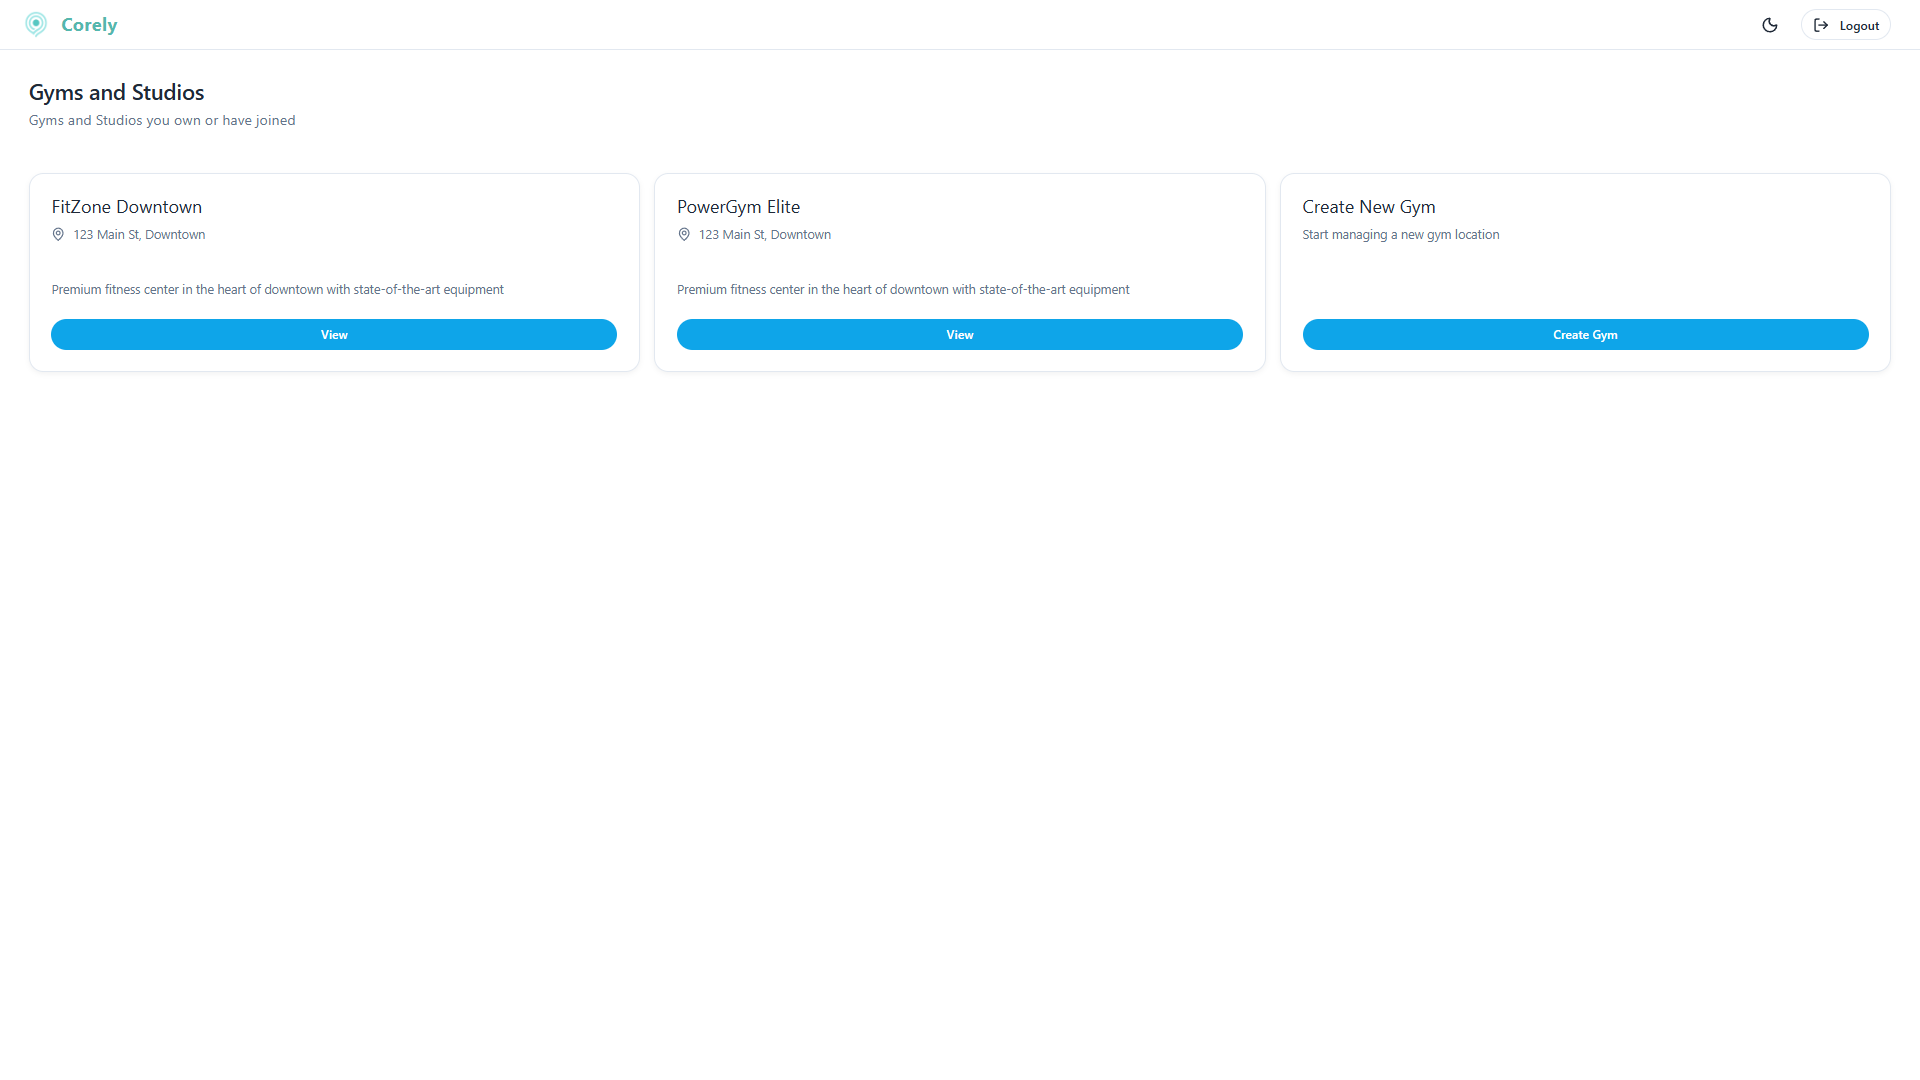 Corely
Logout
Gyms and Studios
Gyms and Studios you own or have joined
FitZone Downtown
123 Main St, Downtown
Premium fitness center in the heart of downtown with state-of-the-art equipment
View
PowerGym Elite
123 Main St, Downtown
Premium fitness center in the heart of downtown with state-of-the-art equipment
View
Create New Gym
Start managing a new gym location
Create Gym